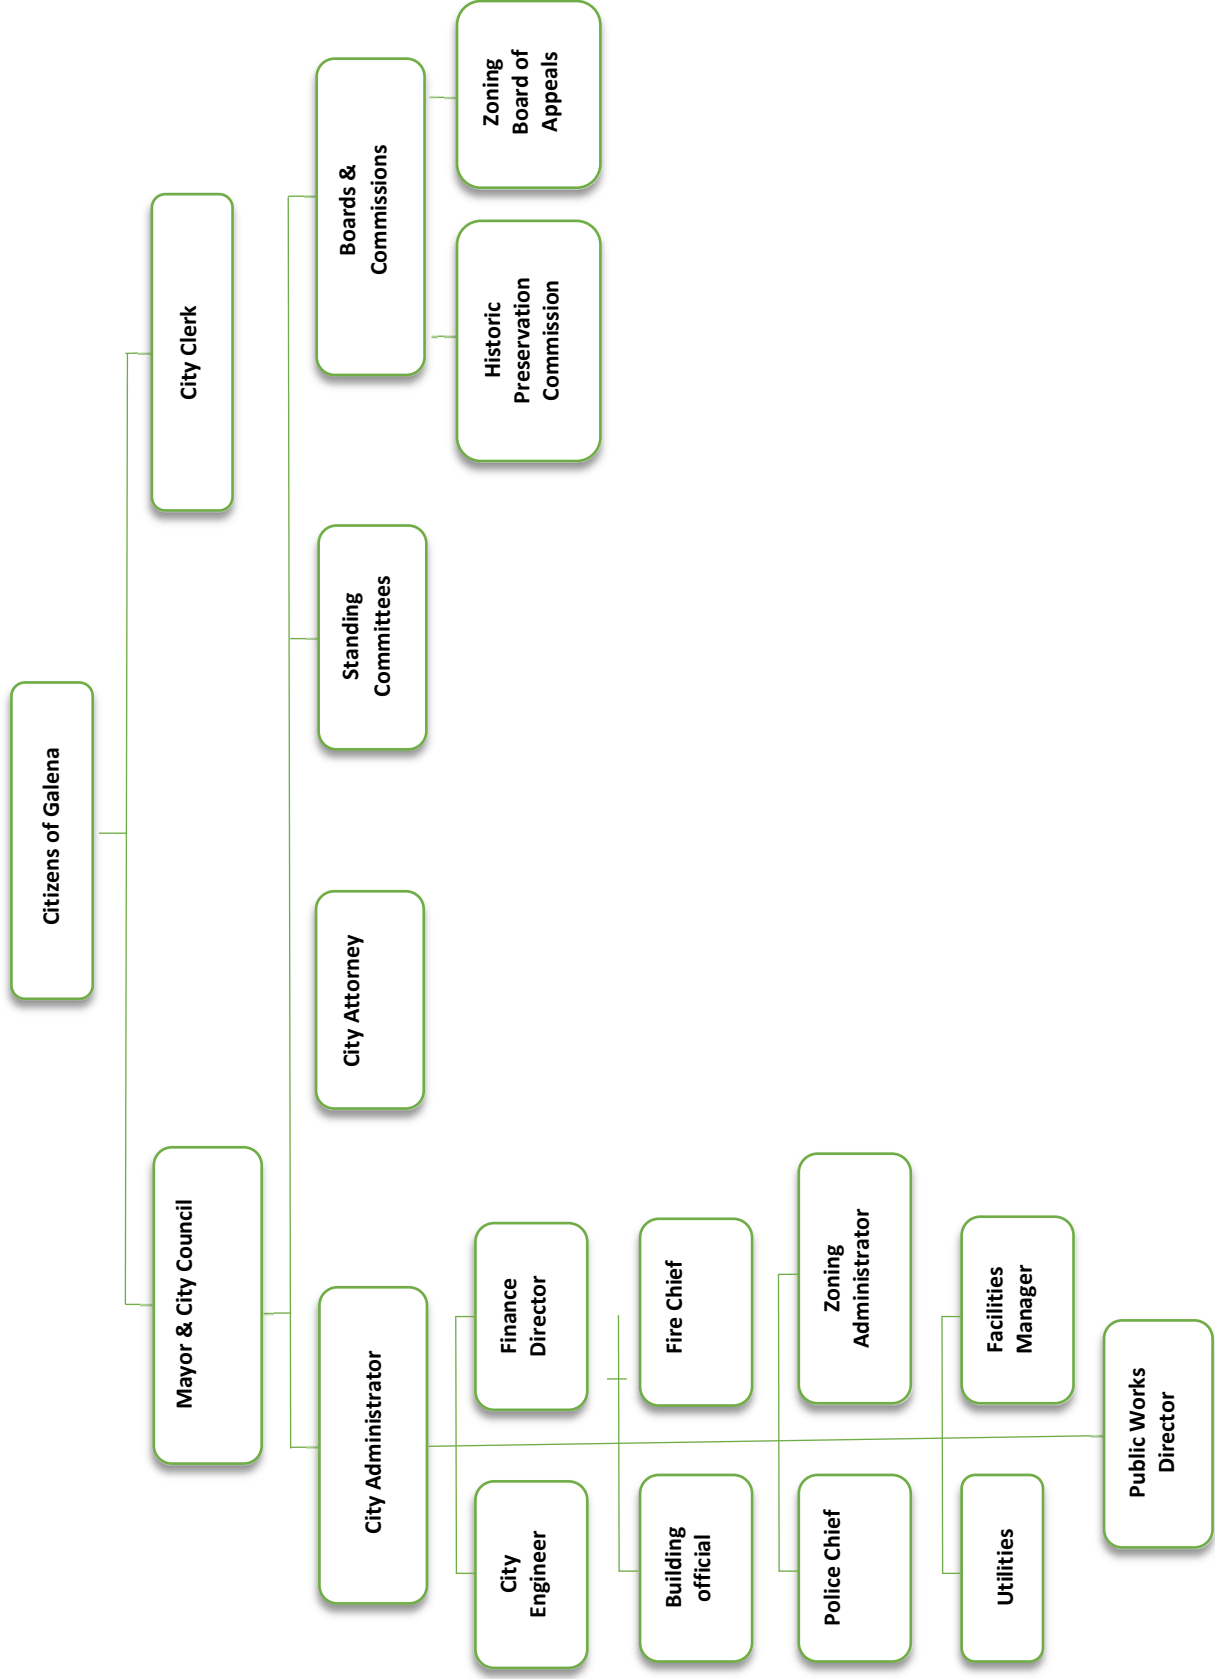 Citizens of Galena
Mayor & City Council
City Clerk
City Administrator
City Attorney
Standing
Committees
Boards &
Commissions
Historic
Preservation
Commission
Zoning
Board of
Appeals
City
Engineer
Finance
Director
Building
official
Fire Chief
Police Chief
Zoning
Administrator
Utilities
Facilities
Manager
Public Works
Director